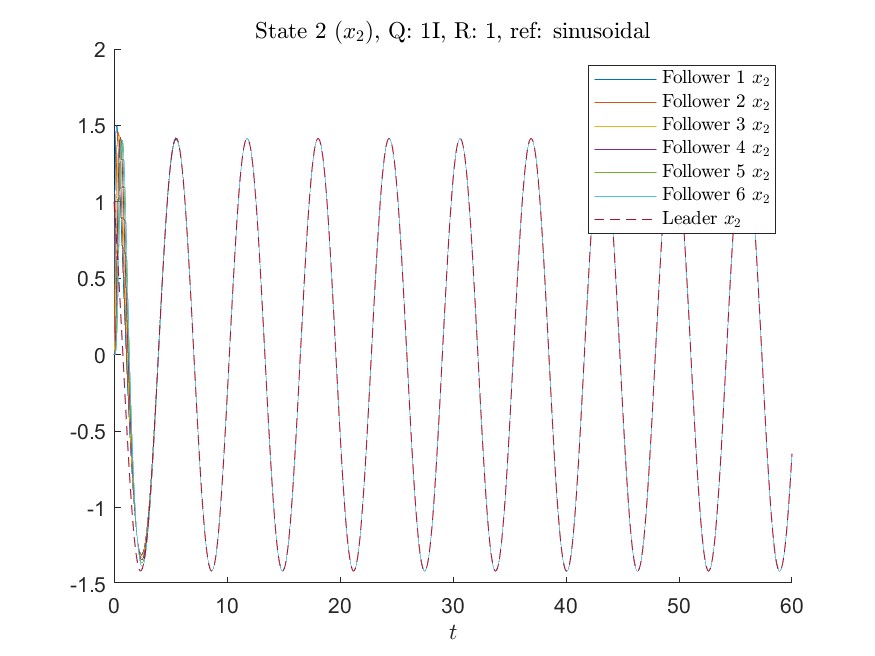 State 2 (x₂), Q: 1I, R: 1, ref: sinusoidal
2
1.5
1
0.5
0
-0.5
-1
-1.5
Follower 1 x₂
Follower 2 x₂
Follower 3 x₂
Follower 4 x₂
Follower 5 x₂
Follower 6 x₂
Leader x₂
0 10 20 30 40 50 60
t